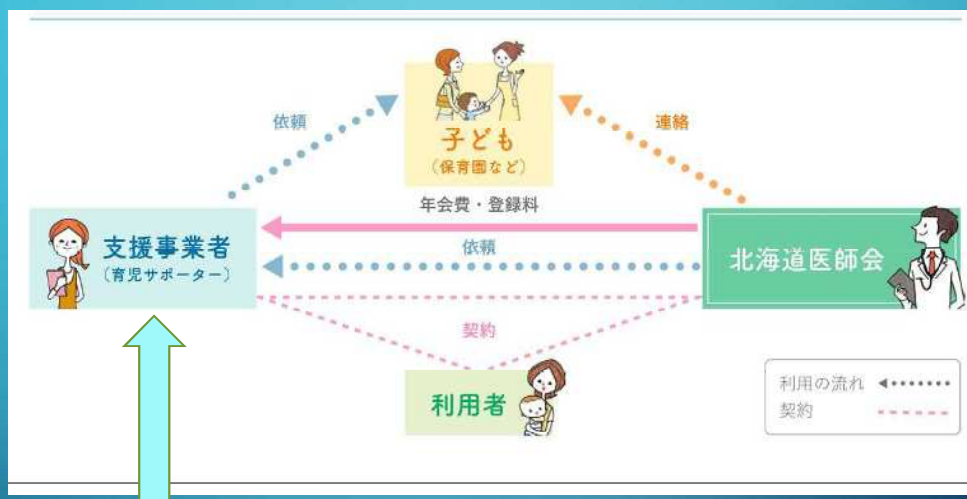 依頼
連絡
子ども
(保育園など)
年会費・登録料
支援事業者
(育児サポーター)
依頼
北海道医師会
契約
利用者
利用の流れ
契約